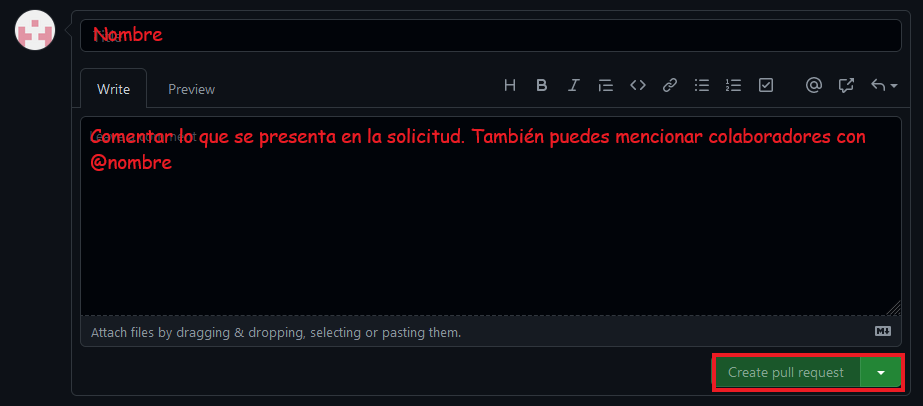 Nombre
Write
Preview
Comentar lo que se presenta en la solicitud. También puedes mencionar colaboradores con
@nombre
Attach files by dragging & dropping, selecting or pasting them.
Create pull request